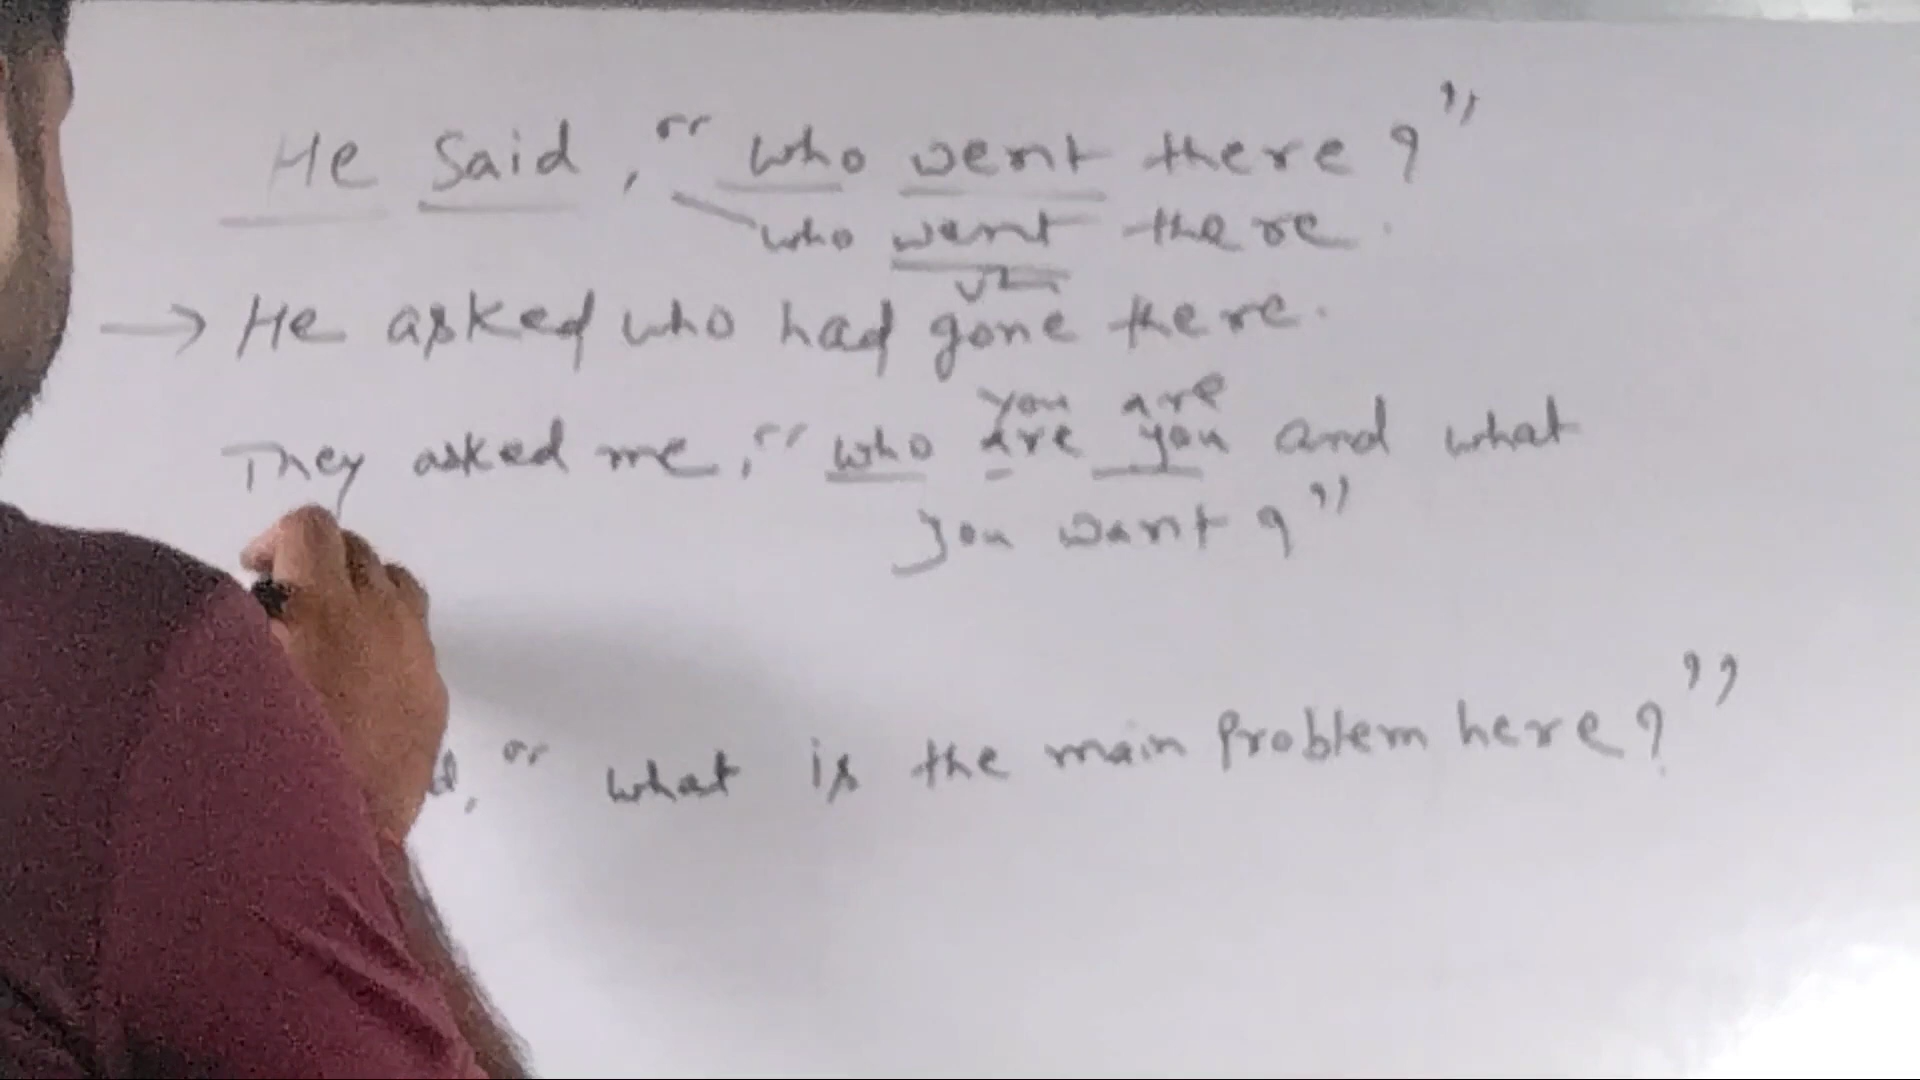 He Said, "who went there?"
who went there.
V2
→ He asked who had gone there.
you are
They asked me, "who are you and what
you want?"
"what is the main Problem here?"